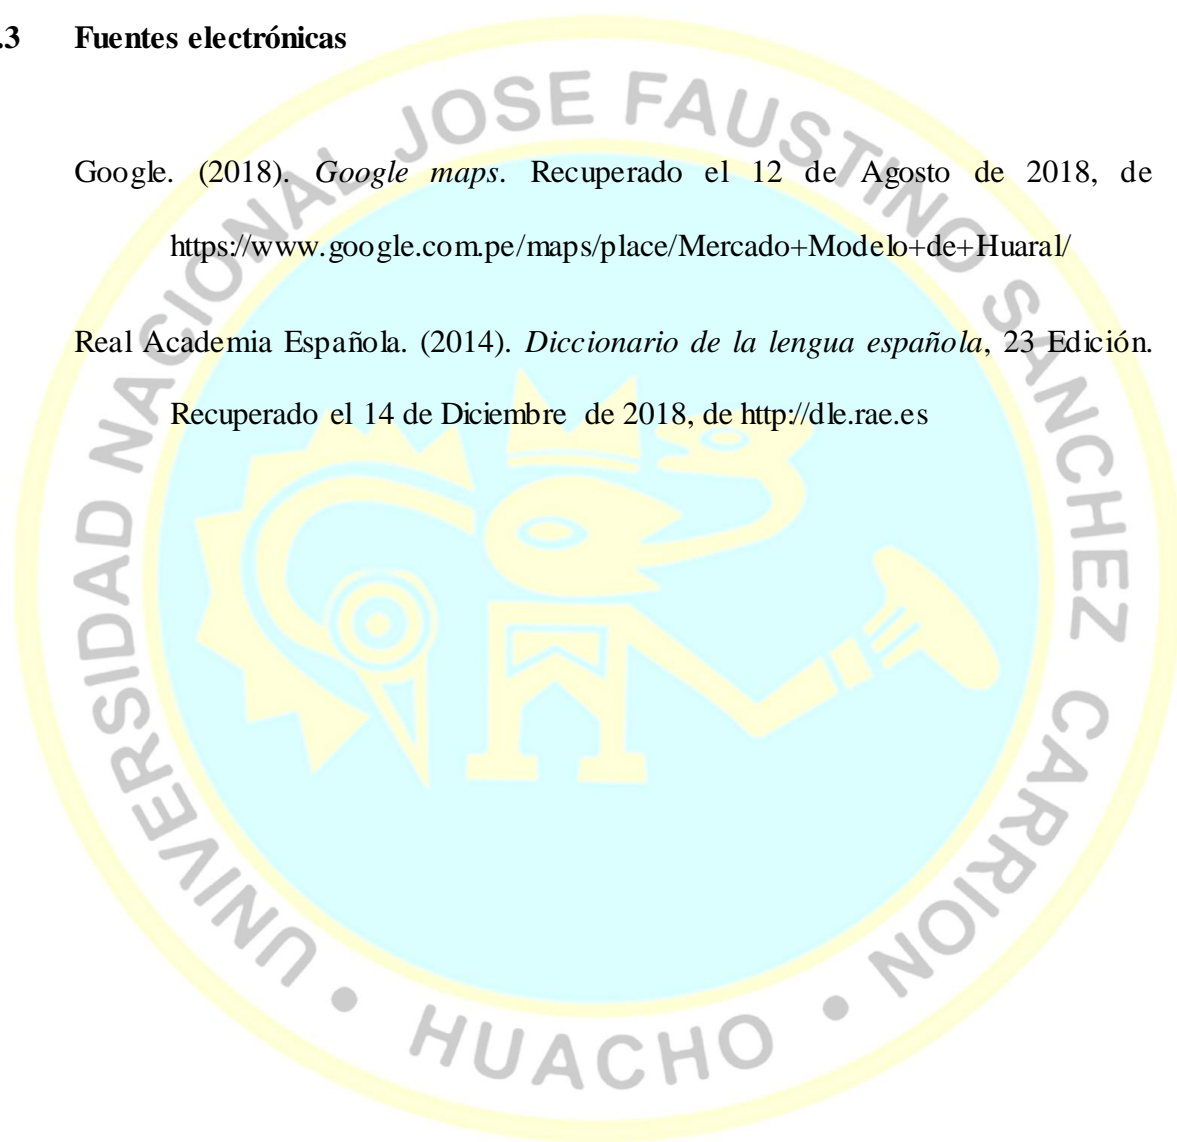 .3 Fuentes electrónicas
Google. (2018). Google maps. Recuperado el 12 de Agosto de 2018, de
https://www.google.com.pe/maps/place/Mercado+Modelo+de+Huaral/
Real Academia Española. (2014). Diccionario de la lengua española, 23 Edición.
Recuperado el 14 de Diciembre de 2018, de http://dle.rae.es
UNIVERSIDAD NACIONAL JOSE FAUSTINO SANCHEZ CARRION
• HUACHO •